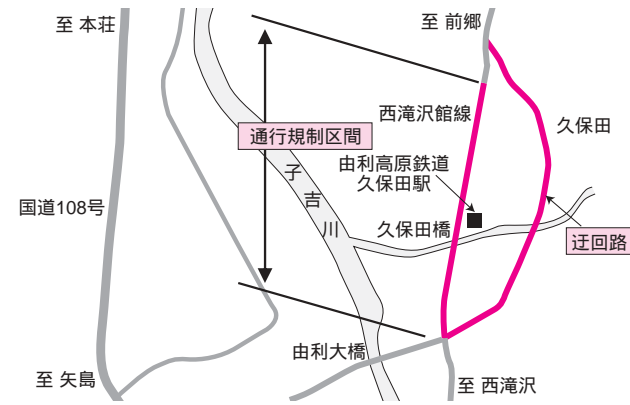 至 本荘
至 前郷
西滝沢館線
久保田
通行規制区間
由利高原鉄道
久保田駅
子吉川
国道108号
久保田橋
迂回路
由利大橋
至 矢島
至 西滝沢